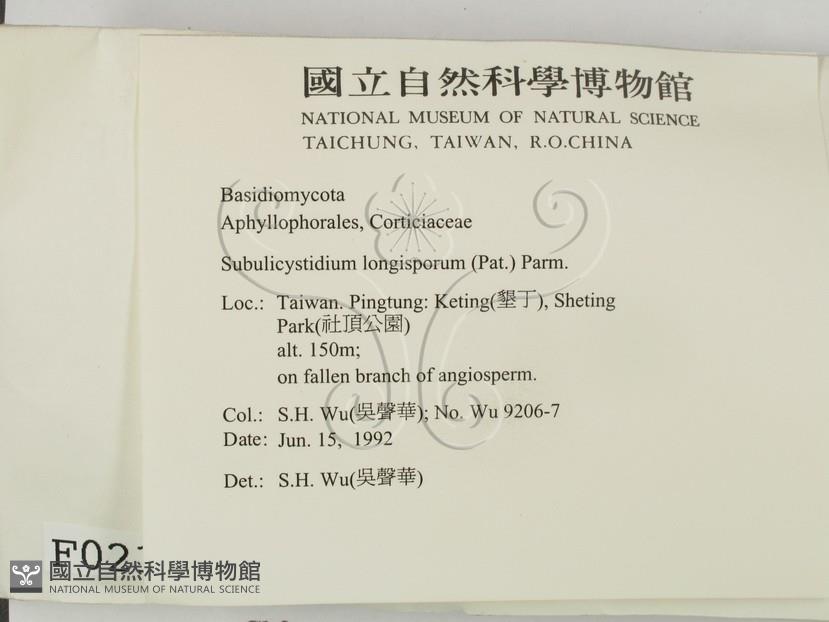 國立自然科學博物館
NATIONAL MUSEUM OF NATURAL SCIENCE
TAICHUNG, TAIWAN, R.O.CHINA
Basidiomycota
Aphyllophorales, Corticiaceae
Subulicystidium longisporum (Pat.) Parm.
Loc.: Taiwan. Pingtung: Keting(墾丁), Sheting
Park(社頂公園)
alt. 150m;
on fallen branch of angiosperm.
Col.: S.H. Wu(吳聲華); No. Wu 9206-7
Date: Jun. 15, 1992
Det.: S.H. Wu(吳聲華)
國立自然科學博物館
NATIONAL MUSEUM OF NATURAL SCIENCE